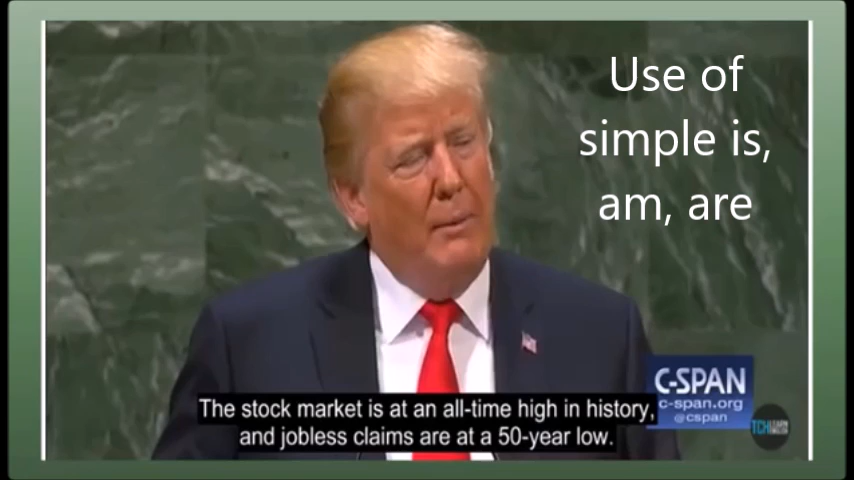 Use of
simple is,
am, are
C-SPAN
c-span.org
@cspan
The stock market is at an all-time high in history,
and jobless claims are at a 50-year low.